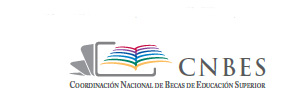 CNBES
Coordinación Nacional de Becas de Educación Superior